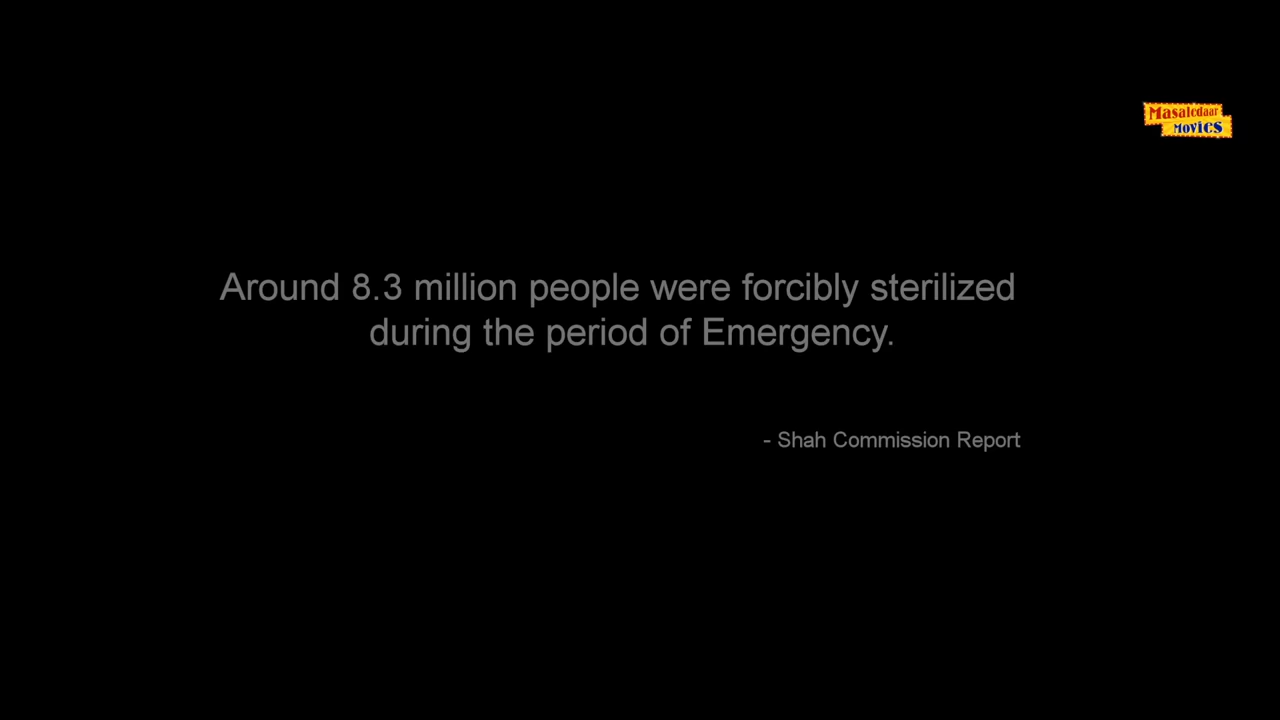 Masaledaar
Movies
Around 8.3 million people were forcibly sterilized
during the period of Emergency.
- Shah Commission Report